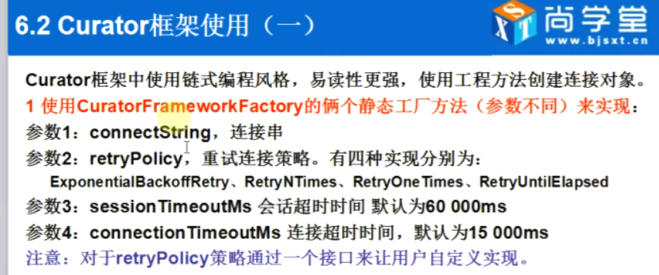 6.2 Curator框架使用（一）
SXT 尚学堂
www.bjsxt.cn
Curator框架中使用链式编程风格，易读性更强，使用工程方法创建连接对象。
1 使用CuratorFrameworkFactory的俩个静态工厂方法（参数不同）来实现：
参数1：connectString，连接串
参数2：retryPolicy，重试连接策略。有四种实现分别为：
ExponentialBackoffRetry、RetryNTimes、RetryOneTimes、RetryUntilElapsed
参数3：sessionTimeoutMs 会话超时时间 默认为60 000ms
参数4：connectionTimeoutMs 连接超时时间，默认为15 000ms
注意：对于retryPolicy策略通过一个接口来让用户自定义实现。